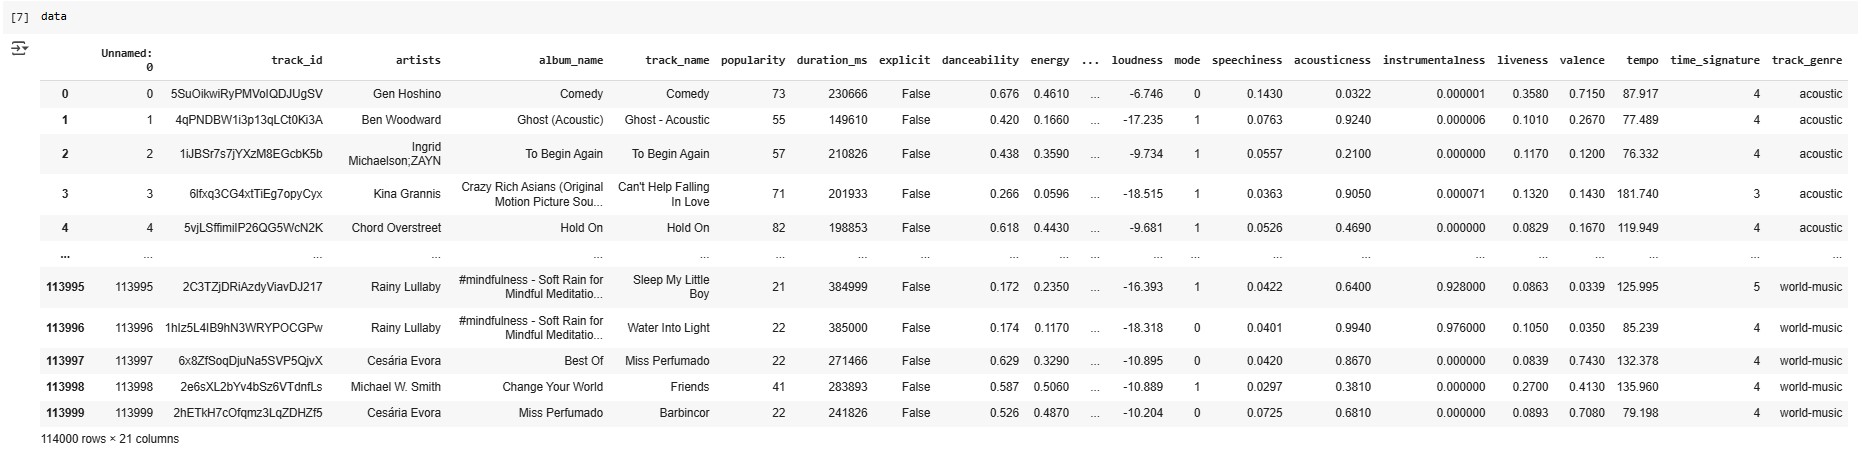 [7] data
Unnamed: 0 track_id artists album_name track_name popularity duration_ms explicit danceability energy ... loudness mode speechiness acousticness instrumentalness liveness valence tempo time_signature track_genre
0 0 5SuOikwiRyPMVoIQDJUgSV Gen Hoshino Comedy Comedy 73 230666 False 0.676 0.4610 ... -6.746 0 0.1430 0.0322 0.000001 0.3580 0.7150 87.917 4 acoustic
1 1 4qPNDBW1i3p13qLCt0Ki3A Ben Woodward Ghost (Acoustic) Ghost - Acoustic 55 149610 False 0.420 0.1660 ... -17.235 1 0.0763 0.9240 0.000006 0.1010 0.2670 77.489 4 acoustic
2 2 1iJBSr7s7jYXzM8EGcbK5b Ingrid Michaelson;ZAYN To Begin Again To Begin Again 57 210826 False 0.438 0.3590 ... -9.734 1 0.0557 0.2100 0.000000 0.1170 0.1200 76.332 4 acoustic
3 3 6lfxq3CG4xtTiEg7opyCyx Kina Grannis Crazy Rich Asians (Original Motion Picture Sou... Can't Help Falling In Love 71 201933 False 0.266 0.0596 ... -18.515 1 0.0363 0.9050 0.000071 0.1320 0.1430 181.740 3 acoustic
4 4 5vjLSffimiIP26QG5WcN2K Chord Overstreet Hold On Hold On 82 198853 False 0.618 0.4430 ... -9.681 1 0.0526 0.4690 0.000000 0.0829 0.1670 119.949 4 acoustic
... ... ... ... ... ... ... ... ... ... ... ... ... ... ... ... ... ... ... ... ... ...
113995 113995 2C3TZjDRiAzdyViavDJ217 Rainy Lullaby #mindfulness - Soft Rain for Mindful Meditatio... Sleep My Little Boy 21 384999 False 0.172 0.2350 ... -16.393 1 0.0422 0.6400 0.928000 0.0863 0.0339 125.995 5 world-music
113996 113996 1hIz5L4IB9hN3WRYPOCGPw Rainy Lullaby #mindfulness - Soft Rain for Mindful Meditatio... Water Into Light 22 385000 False 0.174 0.1170 ... -18.318 0 0.0401 0.9940 0.976000 0.1050 0.0350 85.239 4 world-music
113997 113997 6x8ZfSoqDjuNa5SVP5QjvX Cesária Evora Best Of Miss Perfumado 22 271466 False 0.629 0.3290 ... -10.895 0 0.0420 0.8670 0.000000 0.0839 0.7430 132.378 4 world-music
113998 113998 2e6sXL2bYv4bSz6VTdnfLs Michael W. Smith Change Your World Friends 41 283893 False 0.587 0.5060 ... -10.889 1 0.0297 0.3810 0.000000 0.2700 0.4130 135.960 4 world-music
113999 113999 2hETkH7cOfqmz3LqZDHZf5 Cesária Evora Miss Perfumado Barbincor 22 241826 False 0.526 0.4870 ... -10.204 0 0.0725 0.6810 0.000000 0.0893 0.7080 79.198 4 world-music
114000 rows × 21 columns